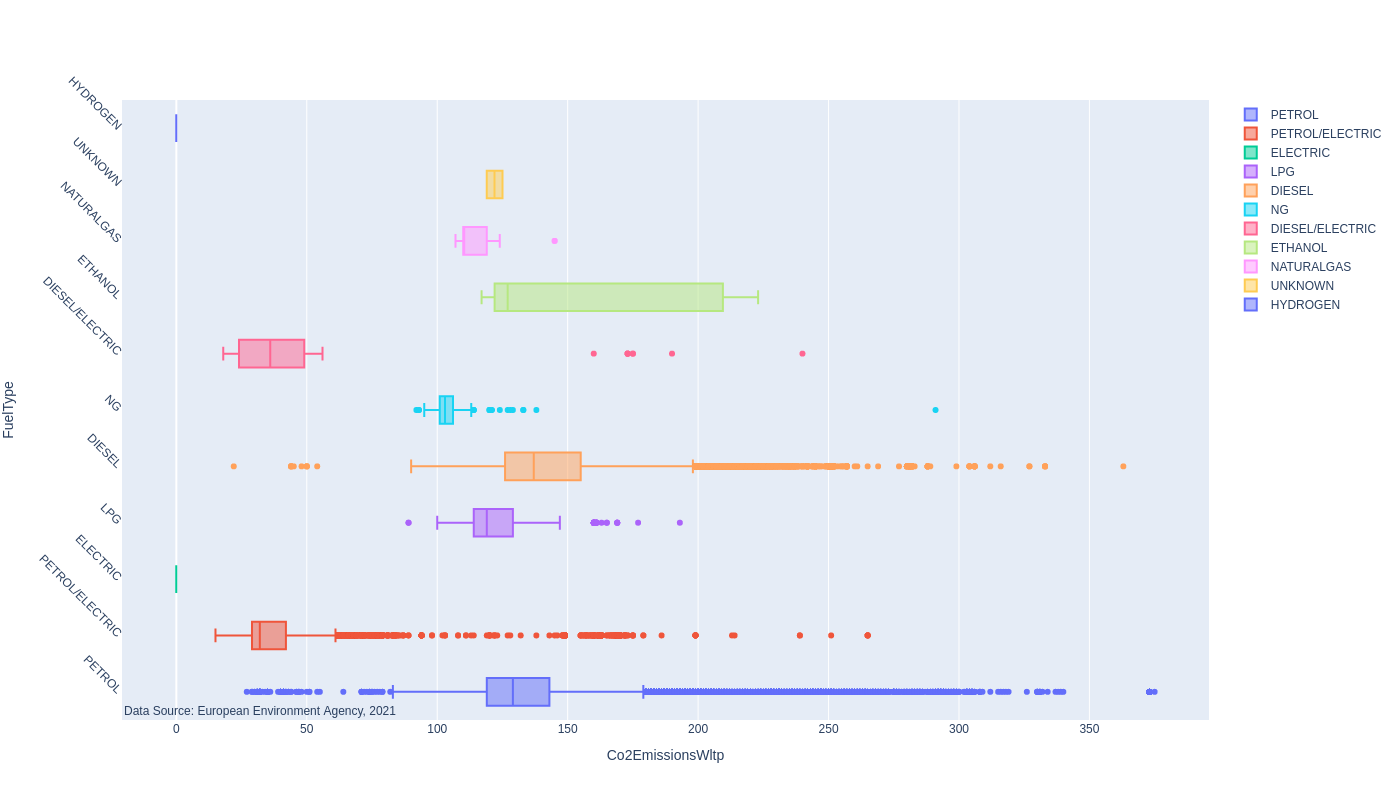 HYDROGEN
UNKNOWN
NATURALGAS
ETHANOL
DIESEL/ELECTRIC
NG
DIESEL
LPG
ELECTRIC
PETROL/ELECTRIC
PETROL
FuelType
Data Source: European Environment Agency, 2021
0 50 100 150 200 250 300 350
Co2EmissionsWltp
PETROL
PETROL/ELECTRIC
ELECTRIC
LPG
DIESEL
NG
DIESEL/ELECTRIC
ETHANOL
NATURALGAS
UNKNOWN
HYDROGEN